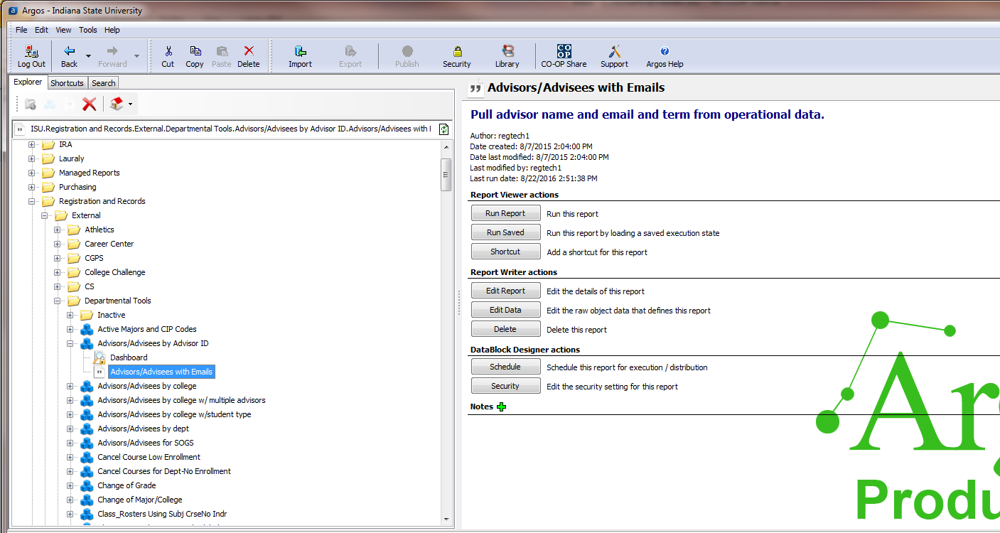 Argos - Indiana State University
File Edit View Tools Help
Log Out Back Forward Cut Copy Paste Delete Import Export Publish Security Library CO-OP Share Support Argos Help
CO
OP
Explorer Shortcuts Search
ISU.Registration and Records.External.Departmental Tools.Advisors/Advisees by Advisor ID.Advisors/Advisees with
IRA
Lauraly
Managed Reports
Purchasing
Registration and Records
External
Athletics
Career Center
CGPS
College Challenge
CS
Departmental Tools
Inactive
Active Majors and CIP Codes
Advisors/Advisees by Advisor ID
Dashboard
Advisors/Advisees with Emails
Advisors/Advisees by college
Advisors/Advisees by college w/ multiple advisors
Advisors/Advisees by college w/student type
Advisors/Advisees by dept
Advisors/Advisees for SOGS
Cancel Course Low Enrollment
Cancel Courses for Dept-No Enrollment
Change of Grade
Change of Major/College
Class_Rosters Using Subj CrseNo Indr
Advisors/Advisees with Emails
Pull advisor name and email and term from operational data.
Author: regtech1
Date created: 8/7/2015 2:04:00 PM
Date last modified: 8/7/2015 2:04:00 PM
Last modified by: regtech1
Last run date: 8/22/2016 2:51:38 PM
Report Viewer actions
Run Report Run this report
Run Saved Run this report by loading a saved execution state
Shortcut Add a shortcut for this report
Report Writer actions
Edit Report Edit the details of this report
Edit Data Edit the raw object data that defines this report
Delete Delete this report
DataBlock Designer actions
Schedule Schedule this report for execution / distribution
Security Edit the security setting for this report
Notes
Ar
Produ